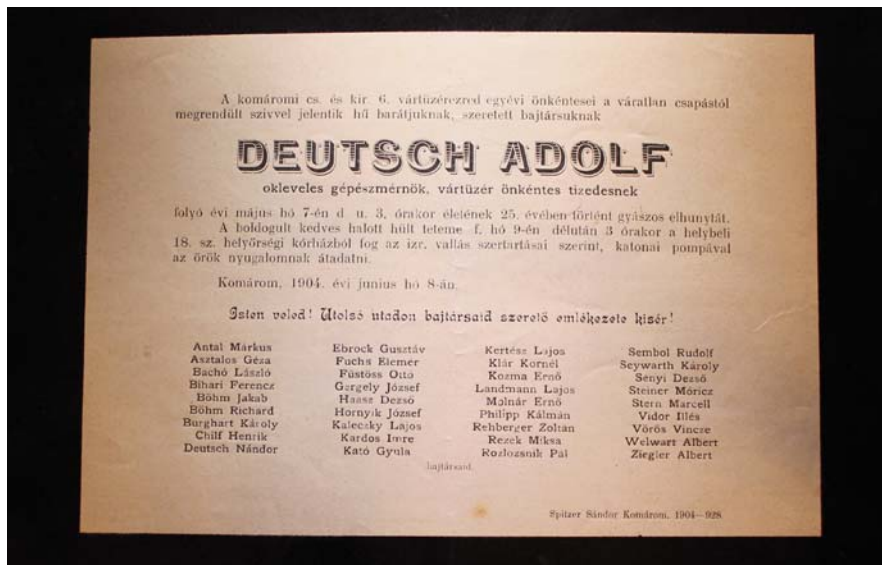 A komáromi cs. és kir. 6. vártüzérezred egyévi önkéntesei a váratlan csapástól
megrendült szívvel jelentik hű barátjuknak, szeretett bajtársuknak
DEUTSCH ADOLF
okleveles gépészmérnök, vártüzér önkéntes tizedesnek
folyó évi május hó 7-én d u. 3. órakor életének 25. évében történt gyászos elhunytát.
A boldogult kedves halott hült teteme f. hó 9-én délután 3 órakor a helybeli
18. sz. helyőrségi kórházból fog az izr. vallás szertartásai szerint, katonai pompával
az örök nyugalomnak átadatni.
Komárom, 1904. évi junius hó 8-án.
Isten veled! Utolsó utadon bajtársaid szerető emlékezete kisér!
Antal Márkus
Asztalos Géza
Bachó László
Bihari Ferencz
Böhm Jakab
Böhm Richard
Burghart Károly
Chilf Henrik
Deutsch Nándor
Ebrock Gusztáv
Fuchs Elemér
Füstöss Otto
Gergely József
Haasz Dezső
Hornyik József
Kaleczky Lajos
Kardos Imre
Kató Gyula
Kertész Lajos
Klár Kornél
Kozma Ernő
Landmann Lajos
Molnár Ernő
Philipp Kálmán
Rehberger Zoltán
Rezek Miksa
Rozlozsnik Pál
Sembol Rudolf
Seywarth Károly
Senyi Dezső
Steiner Móricz
Stern Marcell
Vidor Illés
Vörös Vincze
Welwart Albert
Ziegler Albert
bajtársaid.
Spitzer Sándor Komárom, 1904—928